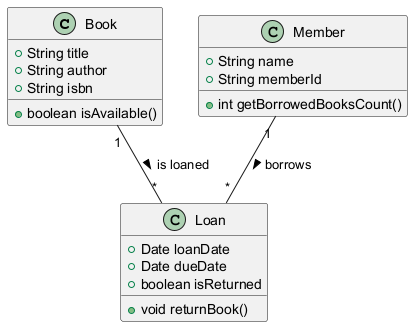 C Book
+ String title
+ String author
+ String isbn
+ boolean isAvailable()
C Member
+ String name
+ String memberId
+ int getBorrowedBooksCount()
1
is loaned
*
1
borrows
*
C Loan
+ Date loanDate
+ Date dueDate
+ boolean isReturned
+ void returnBook()